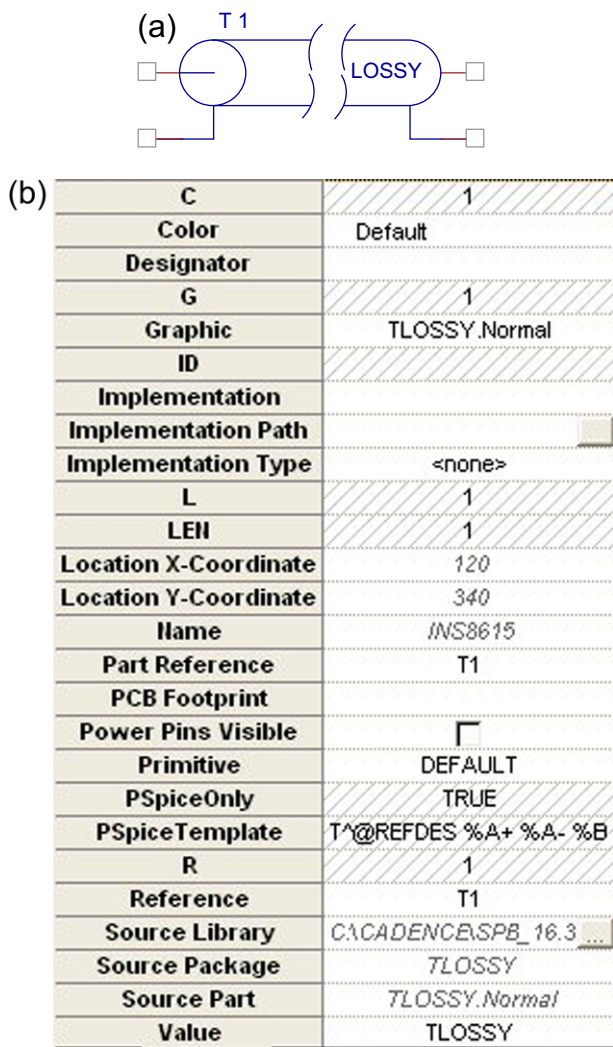 (a)
T 1
LOSSY
(b)
C 1
Color Default
Designator
G 1
Graphic TLOSSY.Normal
ID
Implementation
Implementation Path
Implementation Type <none>
L 1
LEN 1
Location X-Coordinate 120
Location Y-Coordinate 340
Name INS8615
Part Reference T1
PCB Footprint
Power Pins Visible
Primitive DEFAULT
PSpiceOnly TRUE
PSpiceTemplate T^@REFDES %A+ %A- %B
R 1
Reference T1
Source Library C:\CADENCE\SPB_16.3 ...
Source Package TLOSSY
Source Part TLOSSY.Normal
Value TLOSSY